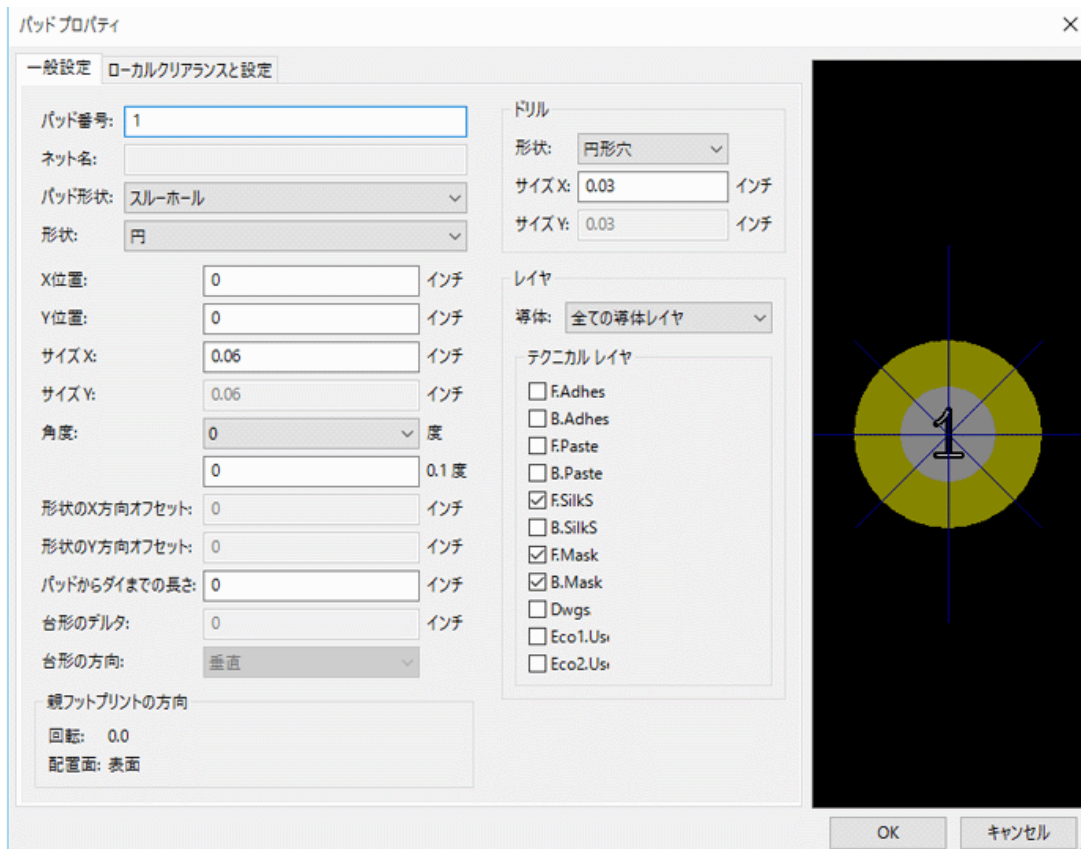 パッド プロパティ
一般設定 ローカルクリアランスと設定
パッド番号: 1
ネット名:
パッド形状: スルーホール
形状: 円
X位置: 0 インチ
Y位置: 0 インチ
サイズ X: 0.06 インチ
サイズ Y: 0.06 インチ
角度: 0 度
0 0.1 度
形状のX方向オフセット: 0 インチ
形状のY方向オフセット: 0 インチ
パッドからダイまでの長さ: 0 インチ
台形のデルタ: 0 インチ
台形の方向: 垂直
親フットプリントの方向
回転: 0.0
配置面: 表面
ドリル
形状: 円形穴
サイズ X: 0.03 インチ
サイズ Y: 0.03 インチ
レイヤ
導体: 全ての導体レイヤ
テクニカル レイヤ
F.Adhes
B.Adhes
F.Paste
B.Paste
F.SilkS
B.SilkS
F.Mask
B.Mask
Dwgs
Eco1.Us
Eco2.Us
1
OK キャンセル